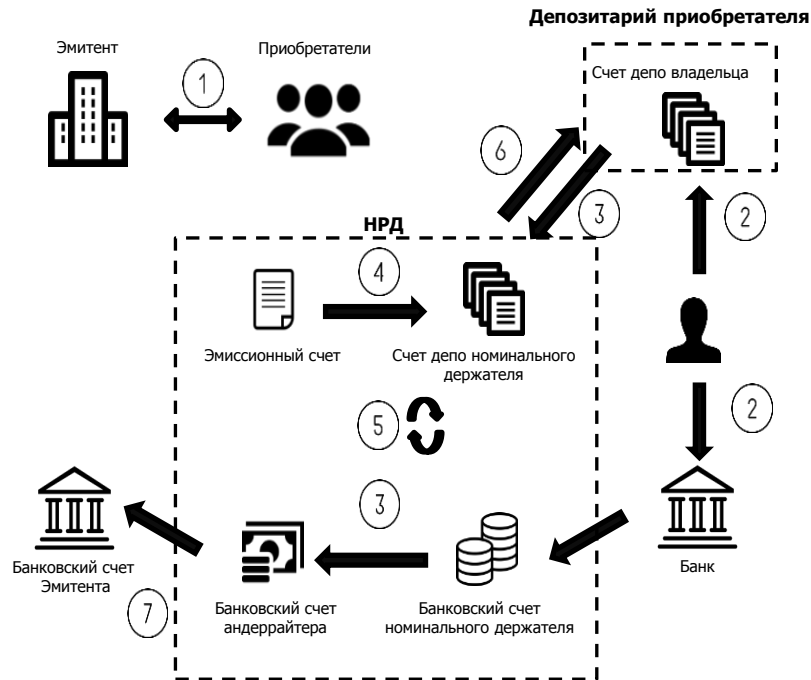 Депозитарий приобретателя
Эмитент
Приобретатели
1
Счет депо владельца
6
3
2
НРД
4
Эмиссионный счет
Счет депо номинального
держателя
5
2
3
Банковский счет
Эмитента
Банковский счет
андеррайтера
Банковский счет
номинального держателя
Банк
7